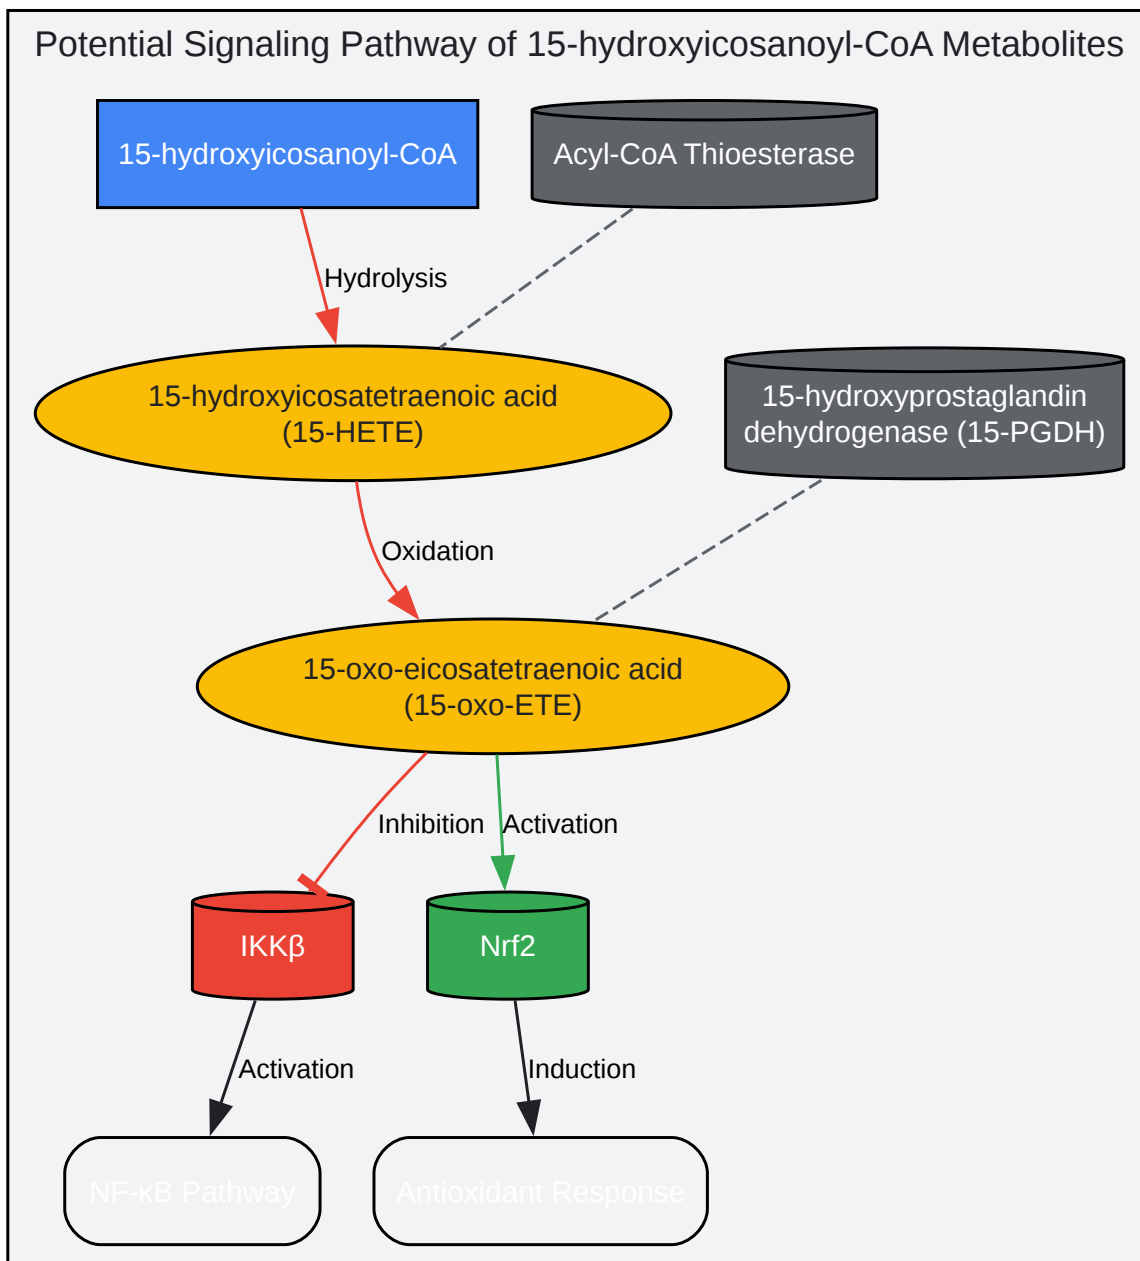 Potential Signaling Pathway of 15-hydroxyicosanoyl-CoA Metabolites
15-hydroxyicosanoyl-CoA
Acyl-CoA Thioesterase
Hydrolysis
15-hydroxyicosatetraenoic acid
(15-HETE)
15-hydroxyprostaglandin
dehydrogenase (15-PGDH)
Oxidation
15-oxo-eicosatetraenoic acid
(15-oxo-ETE)
Inhibition
Activation
IKKβ
Nrf2
Activation
Induction
NF-κB Pathway
Antioxidant Response